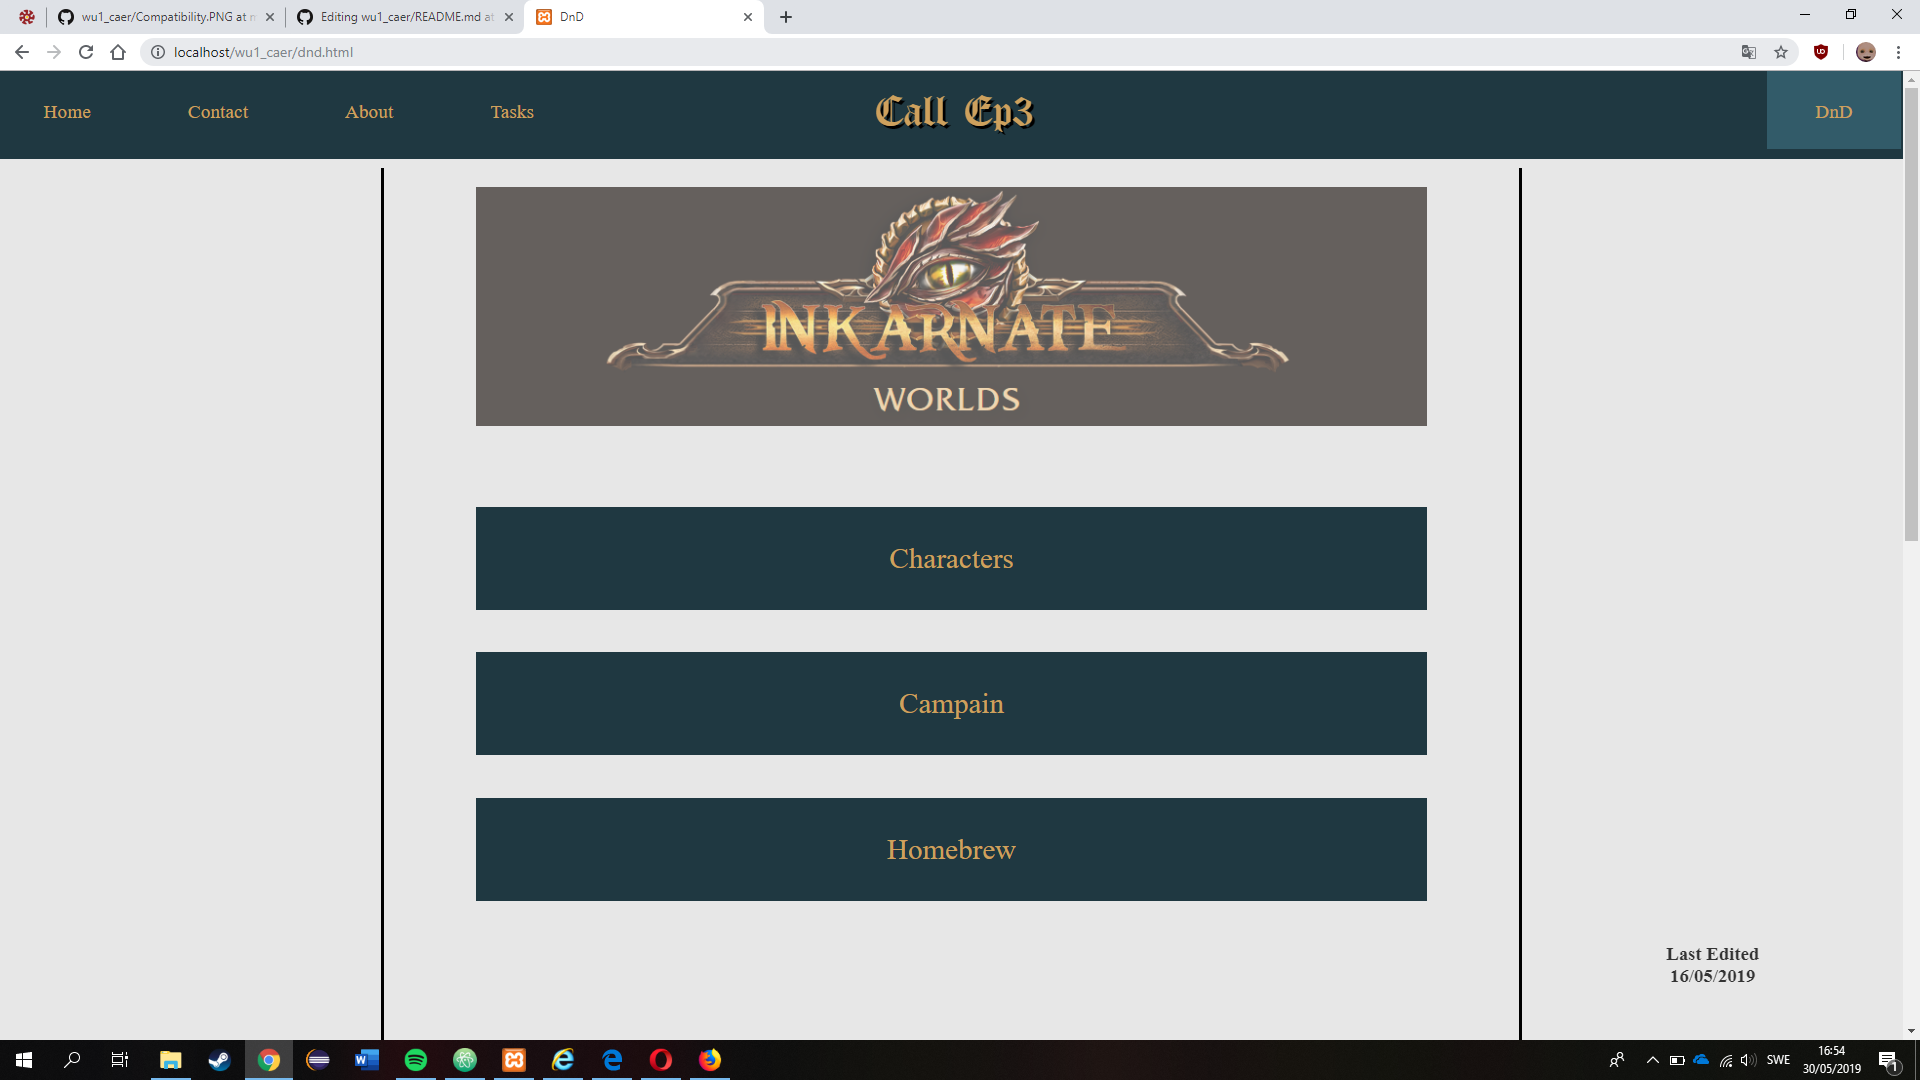 wu1_caer/Compatibility.PNG at m
Editing wu1_caer/README.md at
DnD
localhost/wu1_caer/dnd.html
Home
Contact
About
Tasks
Call Ep3
DnD
INKARNATE
WORLDS
Characters
Campain
Homebrew
Last Edited
16/05/2019
SWE
16:54
30/05/2019
1